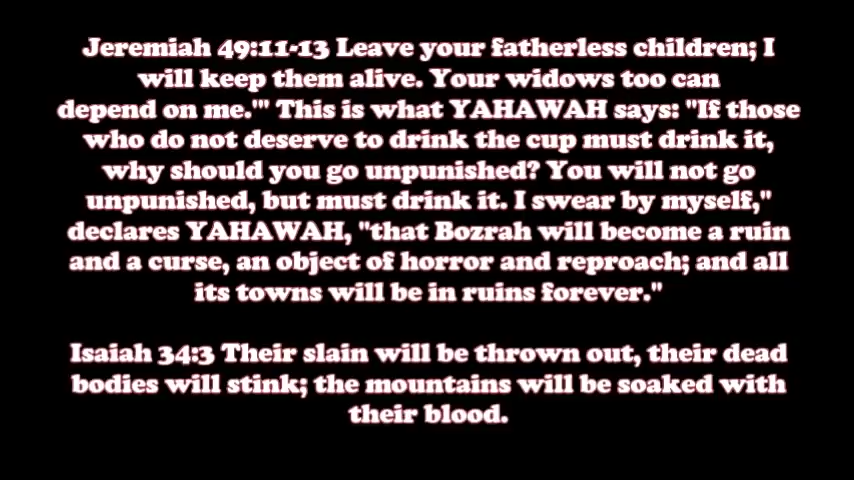 Jeremiah 49:11-13 Leave your fatherless children; I
will keep them alive. Your widows too can
depend on me.'" This is what YAHAWAH says: "If those
who do not deserve to drink the cup must drink it,
why should you go unpunished? You will not go
unpunished, but must drink it. I swear by myself,"
declares YAHAWAH, "that Bozrah will become a ruin
and a curse, an object of horror and reproach; and all
its towns will be in ruins forever."
Isaiah 34:3 Their slain will be thrown out, their dead
bodies will stink; the mountains will be soaked with
their blood.